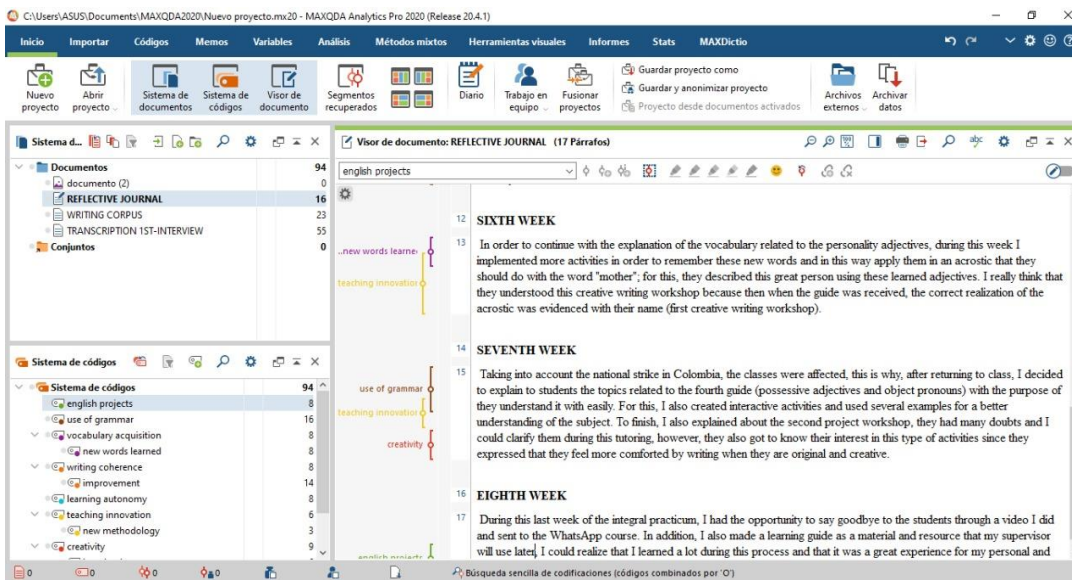 C:\Users\ASUS\Documents\MAXQDA2020\Nuevo proyecto.mx20 - MAXQDA Analytics Pro 2020 (Release 20.4.1)
Inicio Importar Códigos Memos Variables Análisis Métodos mixtos Herramientas visuales Informes Stats MAXDictio
Nuevo proyecto
Abrir proyecto
Sistema de documentos
Sistema de códigos
Visor de documento
Segmentos recuperados
Diario
Trabajo en equipo
Fusionar proyectos
Guardar proyecto como
Guardar y anonimizar proyecto
Proyecto desde documentos activados
Archivos externos
Archivar datos
Sistema d...
Documentos 94
documento (2) 0
REFLECTIVE JOURNAL 16
WRITING CORPUS 23
TRANSCRIPTION 1ST-INTERVIEW 55
Conjuntos 0
Sistema de códigos
Sistema de códigos 94
english projects 8
use of grammar 16
vocabulary acquisition 8
new words learned 8
writing coherence 8
improvement 14
learning autonomy 8
teaching innovation 6
new methodology 3
creativity 9
Visor de documento: REFLECTIVE JOURNAL (17 Párrafos)
english projects
12 SIXTH WEEK
..new words learne
teaching innovation
13 In order to continue with the explanation of the vocabulary related to the personality adjectives, during this week I
implemented more activities in order to remember these new words and in this way apply them in an acrostic that they
should do with the word "mother"; for this, they described this great person using these learned adjectives. I really think that
they understood this creative writing workshop because then when the guide was received, the correct realization of the
acrostic was evidenced with their name (first creative writing workshop).
14 SEVENTH WEEK
use of grammar
teaching innovation
creativity
15 Taking into account the national strike in Colombia, the classes were affected, this is why, after returning to class, I decided
to explain to students the topics related to the fourth guide (possessive adjectives and object pronouns) with the purpose of
they understand it with easily. For this, I also created interactive activities and used several examples for a better
understanding of the subject. To finish, I also explained about the second project workshop, they had many doubts and I
could clarify them during this tutoring, however, they also got to know their interest in this type of activities since they
expressed that they feel more comforted by writing when they are original and creative.
16 EIGHTH WEEK
english projects
17 During this last week of the integral practicum, I had the opportunity to say goodbye to the students through a video I did
and sent to the WhatsApp course. In addition, I also made a learning guide as a material and resource that my supervisor
will use later, I could realize that I learned a lot during this process and that it was a great experience for my personal and
0 0 0 0 Búsqueda sencilla de codificaciones (códigos combinados por 'O')